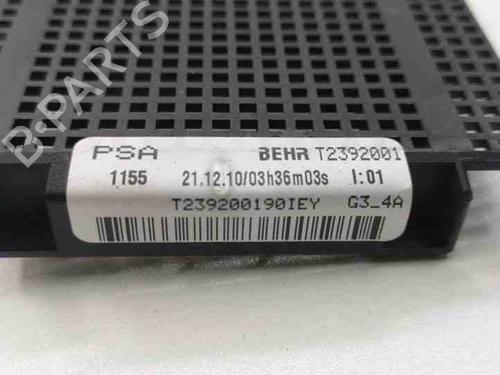 B-PARTS
PSA BEHR T2392001
1155 21.12.10/03h36m03s I:01
T239200190IEY G3_4A